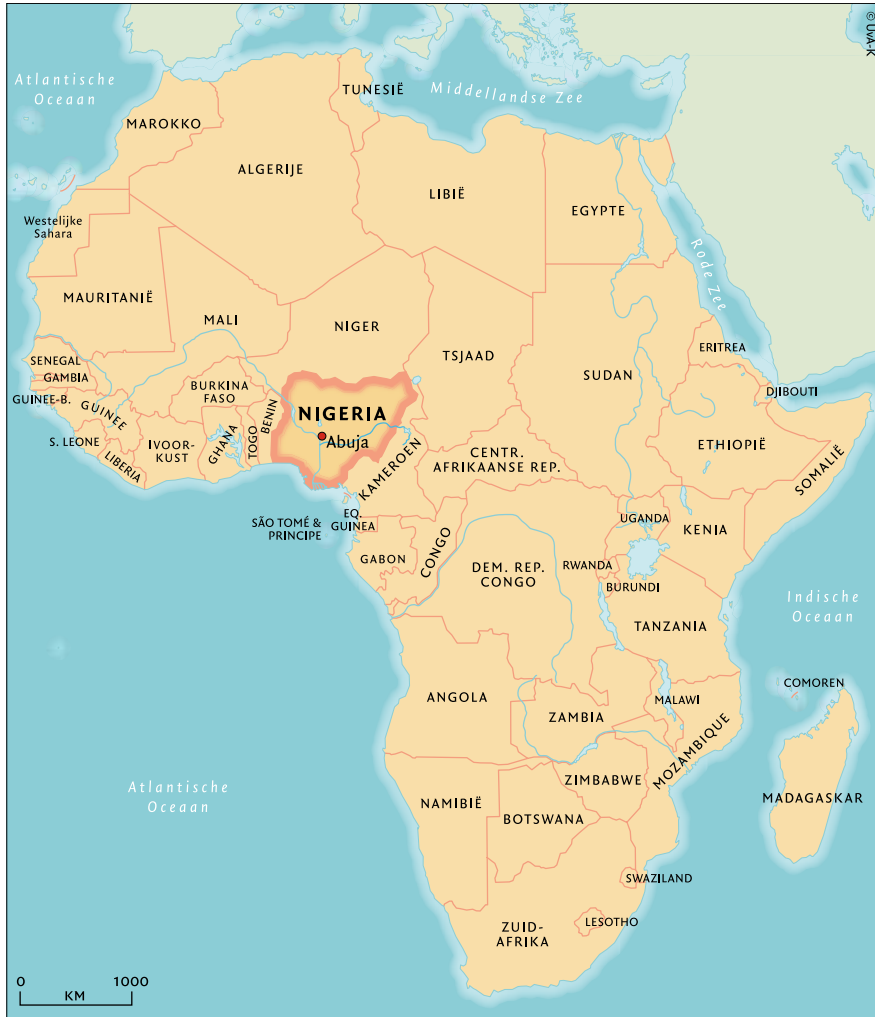 © UvA-K
Atlantische
Oceaan
TUNESIË
Middellandse Zee
MAROKKO
ALGERIJE
LIBIË
EGYPTE
Westelijke
Sahara
Rode Zee
MAURITANIË
MALI
NIGER
TSJAAD
SUDAN
ERITREA
SENEGAL
GAMBIA
GUINEE-B.
GUINEE
BURKINA
FASO
DJIBOUTI
NIGERIA
Abuja
BENIN
TOGO
GHANA
IVOOR-
KUST
S. LEONE
LIBERIA
KAMEROEN
CENTR.
AFRIKAANSE REP.
ETHIOPIË
SOMALIË
SÃO TOMÉ &
PRINCIPE
EQ.
GUINEA
GABON
CONGO
DEM. REP.
CONGO
UGANDA
KENIA
RWANDA
BURUNDI
TANZANIA
Indische
Oceaan
COMOREN
ANGOLA
ZAMBIA
MALAWI
MOZAMBIQUE
Atlantische
Oceaan
NAMIBIË
ZIMBABWE
BOTSWANA
MADAGASKAR
SWAZILAND
LESOTHO
ZUID-
AFRIKA
0 1000
KM